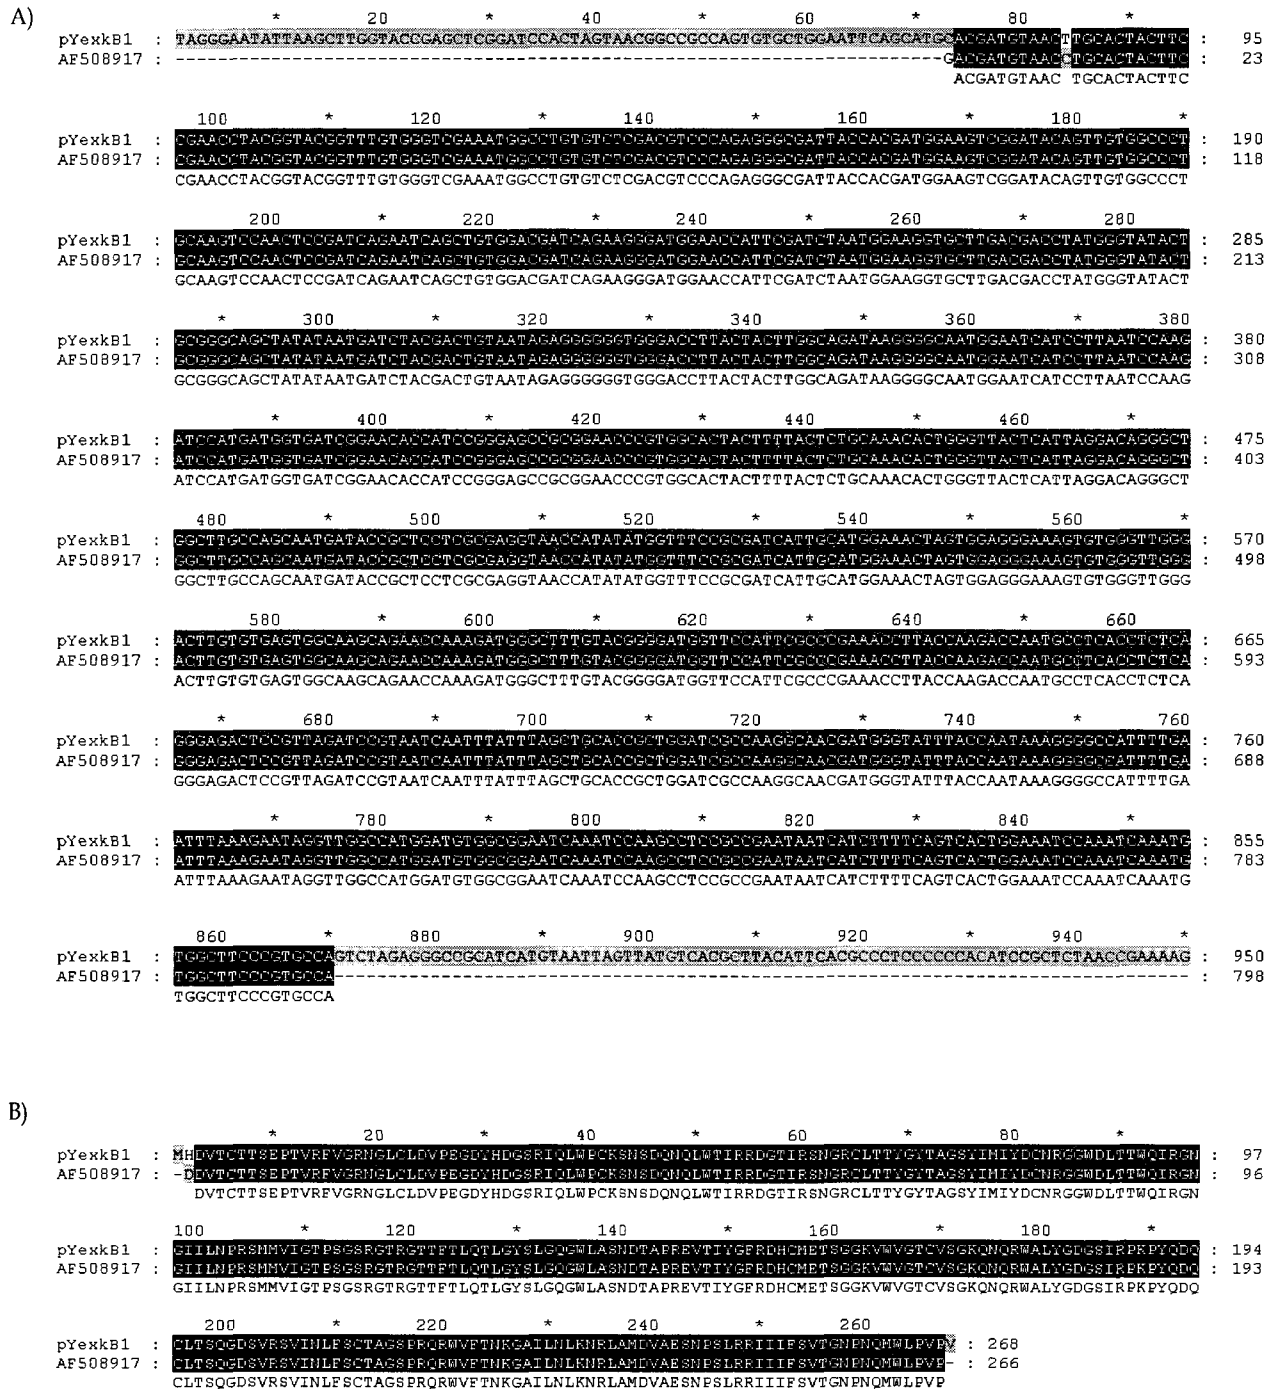 A)
* 20 * 40 * 60 * 80 *
pYexkB1 : TAGGGAATATTAAGCTTGGTACCGAGCTCGGATCCACTAGTAACGGCCGCCAGTGTGCTGGAATTCAGCATGCACGATGTAACTTGCACTACTTC : 95
AF508917 : ------------------------------------------------------------------------GACGATGTAACCTGCACTACTTC : 23
ACGATGTAAC TGCACTACTTC
100 * 120 * 140 * 160 * 180 *
pYexkB1 : CGAACCTACGGTACGGTTTGTGGGTCGAAATGGCCTGTGTCTCGACGTCCCAGAGGGCGATTACCACGATGGAAGTCGGATACAGTTGTGGCCCT : 190
AF508917 : CGAACCTACGGTACGGTTTGTGGGTCGAAATGGCCTGTGTCTCGACGTCCCAGAGGGCGATTACCACGATGGAAGTCGGATACAGTTGTGGCCCT : 118
CGAACCTACGGTACGGTTTGTGGGTCGAAATGGCCTGTGTCTCGACGTCCCAGAGGGCGATTACCACGATGGAAGTCGGATACAGTTGTGGCCCT
200 * 220 * 240 * 260 * 280
pYexkB1 : GCAAGTCCAACTCCGATCAGAATCAGCTGTGGACGATCAGAAGGGATGGAACCATTCGATCTAATGGAAGGTGCTTGACGACCTATGGGTATACT : 285
AF508917 : GCAAGTCCAACTCCGATCAGAATCAGCTGTGGACGATCAGAAGGGATGGAACCATTCGATCTAATGGAAGGTGCTTGACGACCTATGGGTATACT : 213
GCAAGTCCAACTCCGATCAGAATCAGCTGTGGACGATCAGAAGGGATGGAACCATTCGATCTAATGGAAGGTGCTTGACGACCTATGGGTATACT
* 300 * 320 * 340 * 360 * 380
pYexkB1 : GCGGGCAGCTATATAATGATCTACGACTGTAATAGAGGGGGGTGGGACCTTACTACTTGGCAGATAAGGGGCAATGGAATCATCCTTAATCCAAG : 380
AF508917 : GCGGGCAGCTATATAATGATCTACGACTGTAATAGAGGGGGGTGGGACCTTACTACTTGGCAGATAAGGGGCAATGGAATCATCCTTAATCCAAG : 308
GCGGGCAGCTATATAATGATCTACGACTGTAATAGAGGGGGGTGGGACCTTACTACTTGGCAGATAAGGGGCAATGGAATCATCCTTAATCCAAG
* 400 * 420 * 440 * 460 *
pYexkB1 : ATCCATGATGGTGATCGGAACACCATCCGGGAGCCGCGGAACCCGTGGCACTACTTTTACTCTGCAAACACTGGGTTACTCATTAGGACAGGGCT : 475
AF508917 : ATCCATGATGGTGATCGGAACACCATCCGGGAGCCGCGGAACCCGTGGCACTACTTTTACTCTGCAAACACTGGGTTACTCATTAGGACAGGGCT : 403
ATCCATGATGGTGATCGGAACACCATCCGGGAGCCGCGGAACCCGTGGCACTACTTTTACTCTGCAAACACTGGGTTACTCATTAGGACAGGGCT
480 * 500 * 520 * 540 * 560 *
pYexkB1 : GGCTTGCCAGCAATGATACCGCTCCTCGCGAGGTAACCATATATGGTTTCCGCGATCATTGCATGGAAACTAGTGGAGGGAAAGTGTGGGTTGGG : 570
AF508917 : GGCTTGCCAGCAATGATACCGCTCCTCGCGAGGTAACCATATATGGTTTCCGCGATCATTGCATGGAAACTAGTGGAGGGAAAGTGTGGGTTGGG : 498
GGCTTGCCAGCAATGATACCGCTCCTCGCGAGGTAACCATATATGGTTTCCGCGATCATTGCATGGAAACTAGTGGAGGGAAAGTGTGGGTTGGG
580 * 600 * 620 * 640 * 660
pYexkB1 : ACTTGTGTGAGTGGCAAGCAGAACCAAAGATGGGCTTTGTACGGGGATGGTTCCATTCGCCCGAAACCTTACCAAGACCAATGCCTCACCTCTCA : 665
AF508917 : ACTTGTGTGAGTGGCAAGCAGAACCAAAGATGGGCTTTGTACGGGGATGGTTCCATTCGCCCGAAACCTTACCAAGACCAATGCCTCACCTCTCA : 593
ACTTGTGTGAGTGGCAAGCAGAACCAAAGATGGGCTTTGTACGGGGATGGTTCCATTCGCCCGAAACCTTACCAAGACCAATGCCTCACCTCTCA
* 680 * 700 * 720 * 740 * 760
pYexkB1 : GGGAGACTCCGTTAGATCCGTAATCAATTTATTTAGCTGCACCGCTGGATCGCCAAGGCAACGATGGGTATTTACCAATAAAGGGGCCATTTTGA : 760
AF508917 : GGGAGACTCCGTTAGATCCGTAATCAATTTATTTAGCTGCACCGCTGGATCGCCAAGGCAACGATGGGTATTTACCAATAAAGGGGCCATTTTGA : 688
GGGAGACTCCGTTAGATCCGTAATCAATTTATTTAGCTGCACCGCTGGATCGCCAAGGCAACGATGGGTATTTACCAATAAAGGGGCCATTTTGA
* 780 * 800 * 820 * 840 *
pYexkB1 : ATTTAAAGAATAGGTTGGCCATGGATGTGGCGGAATCAAATCCAAGCCTCCGCCGAATAATCATCTTTTCAGTCACTGGAAATCCAAATCAAATG : 855
AF508917 : ATTTAAAGAATAGGTTGGCCATGGATGTGGCGGAATCAAATCCAAGCCTCCGCCGAATAATCATCTTTTCAGTCACTGGAAATCCAAATCAAATG : 783
ATTTAAAGAATAGGTTGGCCATGGATGTGGCGGAATCAAATCCAAGCCTCCGCCGAATAATCATCTTTTCAGTCACTGGAAATCCAAATCAAATG
860 * 880 * 900 * 920 * 940 *
pYexkB1 : TGGCTTCCCGTGCCAGTCTAGAGGGCCGCATCATGTAATTAGTTATGTCACGCTTACATTCACGCCCTCCCCCCACATCCGCTCTAACCGAAAAG : 950
AF508917 : TGGCTTCCCGTGCCA-------------------------------------------------------------------------------- : 798
TGGCTTCCCGTGCCA
B)
* 20 * 40 * 60 * 80 *
pYexkB1 : MHDVTCTTSEPTVRFVGRNGLCLDVPEGDYHDGSRIQLWPCKSNSDQNQLWTIRRDGTIRSNGRCLTTYGYTAGSYIMIYDCNRGGWDLTTWQIRGN : 97
AF508917 : -DDVTCTTSEPTVRFVGRNGLCLDVPEGDYHDGSRIQLWPCKSNSDQNQLWTIRRDGTIRSNGRCLTTYGYTAGSYIMIYDCNRGGWDLTTWQIRGN : 96
DVTCTTSEPTVRFVGRNGLCLDVPEGDYHDGSRIQLWPCKSNSDQNQLWTIRRDGTIRSNGRCLTTYGYTAGSYIMIYDCNRGGWDLTTWQIRGN
100 * 120 * 140 * 160 * 180 *
pYexkB1 : GIILNPRSMMVIGTPSGSRGTRGTTFTLQTLGYSLGQGWLASNDTAPREVTIYGFRDHCMETSGGKVWVGTCVSGKQNQRWALYGDGSIRPKPYQDQ : 194
AF508917 : GIILNPRSMMVIGTPSGSRGTRGTTFTLQTLGYSLGQGWLASNDTAPREVTIYGFRDHCMETSGGKVWVGTCVSGKQNQRWALYGDGSIRPKPYQDQ : 193
GIILNPRSMMVIGTPSGSRGTRGTTFTLQTLGYSLGQGWLASNDTAPREVTIYGFRDHCMETSGGKVWVGTCVSGKQNQRWALYGDGSIRPKPYQDQ
200 * 220 * 240 * 260
pYexkB1 : CLTSQGDSVRSVINLFSCTAGSPRQRWVFTNKGAILNLKNRLAMDVAESNPSLRRIIIFSVTGNPNQMWLPVPV : 268
AF508917 : CLTSQGDSVRSVINLFSCTAGSPRQRWVFTNKGAILNLKNRLAMDVAESNPSLRRIIIFSVTGNPNQMWLPVP- : 266
CLTSQGDSVRSVINLFSCTAGSPRQRWVFTNKGAILNLKNRLAMDVAESNPSLRRIIIFSVTGNPNQMWLPVP